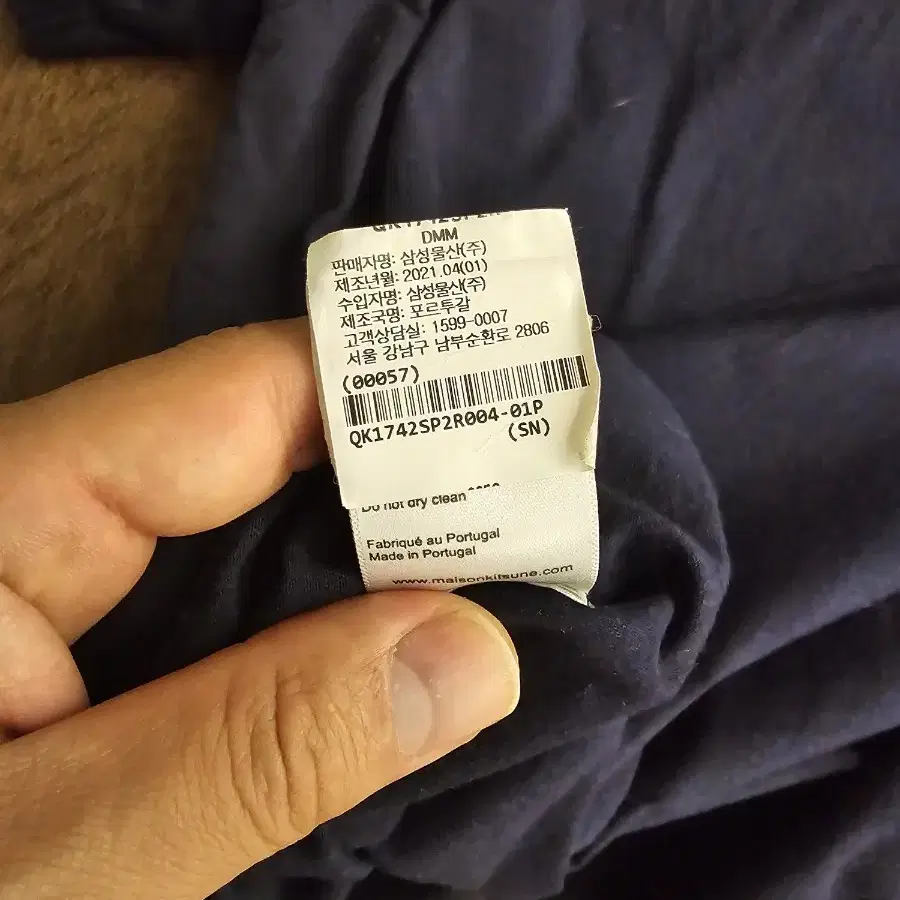 DMM
판매자명: 삼성물산(주)
제조년월: 2021.04(01)
수입자명: 삼성물산(주)
제조국명: 포르투갈
고객상담실: 1599-0007
서울 강남구 남부순환로 2806
(00057)
QK1742SP2R004-01P
(SN)
Do not dry clean
Fabriqué au Portugal
Made in Portugal
www.maisonkitsune.com